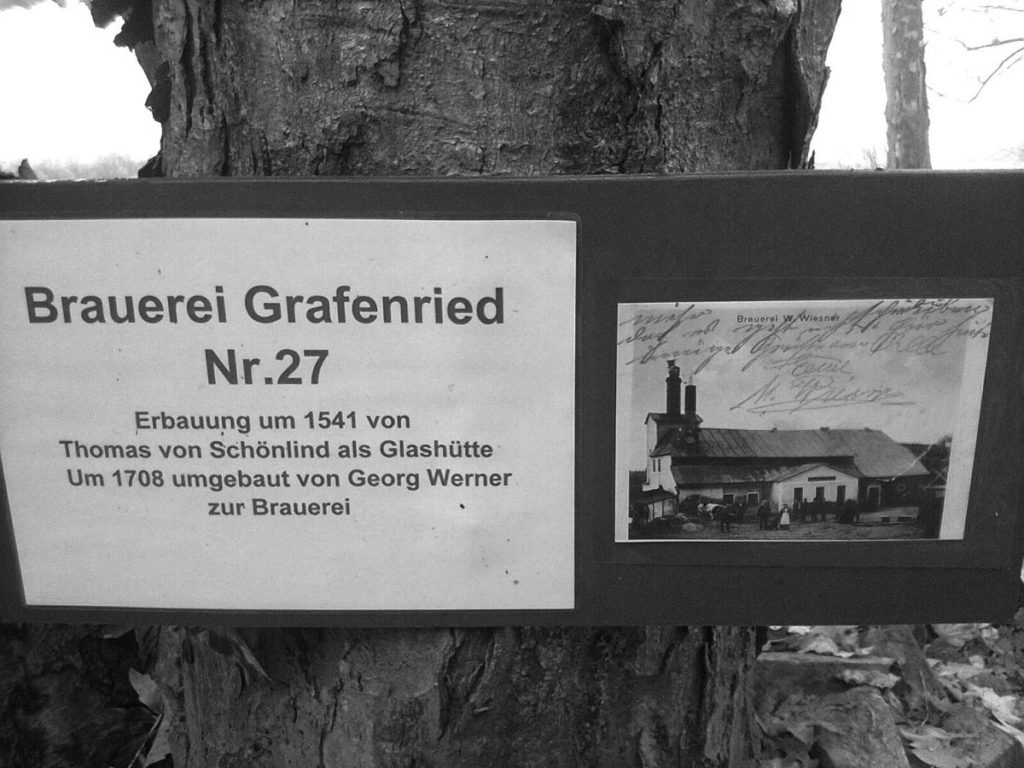 Brauerei Grafenried
Nr.27
Erbauung um 1541 von
Thomas von Schönlind als Glashütte
Um 1708 umgebaut von Georg Werner
zur Brauerei
Brauerei W. Wiesner